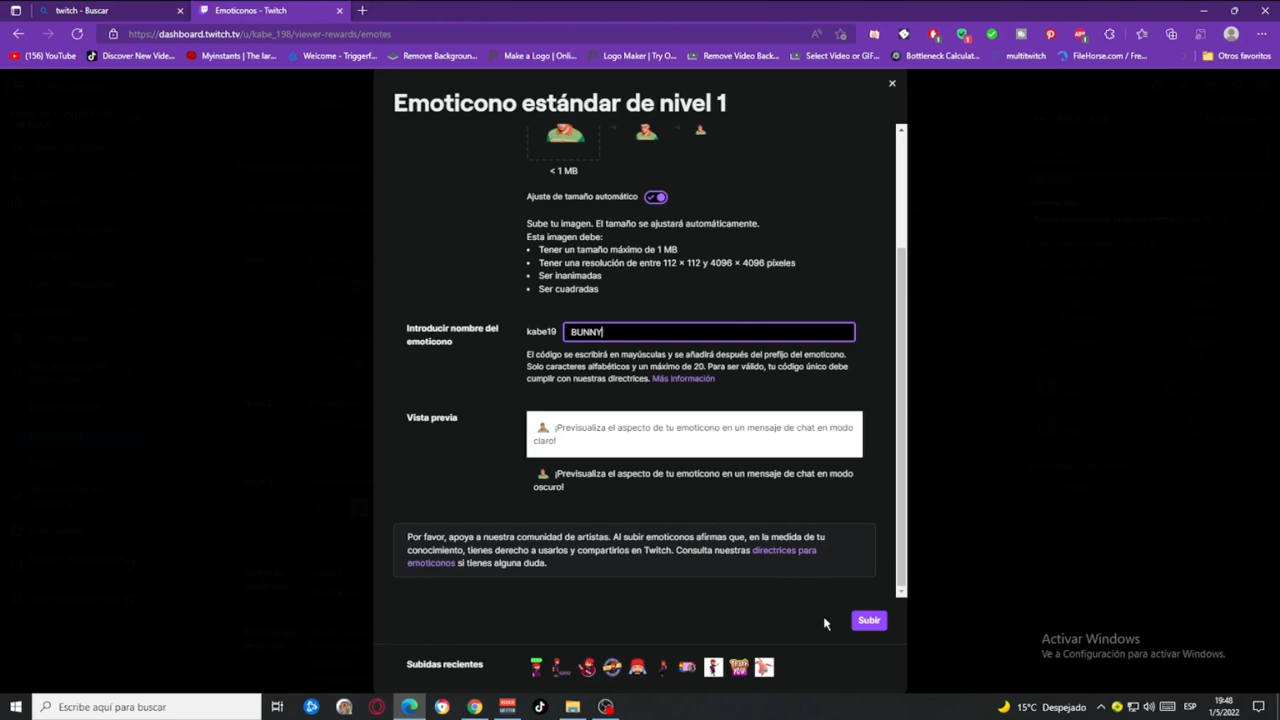 twitch - Buscar
Emoticonos - Twitch
https://dashboard.twitch.tv/u/kabe_198/viewer-rewards/emotes
(156) YouTube
Discover New Vide...
Myinstants | The lar...
Welcome - Triggerf...
Remove Background...
Make a Logo | Onli...
Logo Maker | Try O...
Remove Video Back...
Select Video or GIF...
Bottleneck Calculat...
multitwitch
FileHorse.com / Fre...
Otros favoritos
Emoticono estándar de nivel 1
< 1 MB
Ajuste de tamaño automático
Sube tu imagen. El tamaño se ajustará automáticamente.
Esta imagen debe:
• Tener un tamaño máximo de 1 MB
• Tener una resolución de entre 112 × 112 y 4096 × 4096 píxeles
• Ser inanimadas
• Ser cuadradas
Introducir nombre del
emoticono
kabe19
BUNNY
El código se escribirá en mayúsculas y se añadirá después del prefijo del emoticono.
Solo caracteres alfabéticos y un máximo de 20. Para ser válido, tu código único debe
cumplir con nuestras directrices. Más información
Vista previa
¡Previsualiza el aspecto de tu emoticono en un mensaje de chat en modo
claro!
¡Previsualiza el aspecto de tu emoticono en un mensaje de chat en modo
oscuro!
Por favor, apoya a nuestra comunidad de artistas. Al subir emoticonos afirmas que, en la medida de tu
conocimiento, tienes derecho a usarlos y compartirlos en Twitch. Consulta nuestras directrices para
emoticonos si tienes alguna duda.
Subir
Subidas recientes
Activar Windows
Ve a Configuración para activar Windows.
Escribe aquí para buscar
15°C Despejado
ESP
19:48
1/5/2022